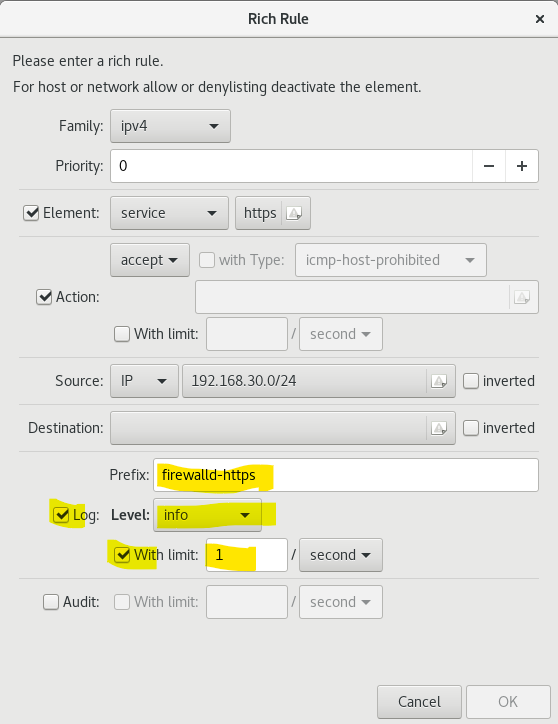 Rich Rule
Please enter a rich rule.
For host or network allow or denylisting deactivate the element.
Family: ipv4
Priority: 0
Element: service https
accept with Type: icmp-host-prohibited
Action:
With limit: / second
Source: IP 192.168.30.0/24 inverted
Destination: inverted
Prefix: firewalld-https
Log: Level: info
With limit: 1 / second
Audit: With limit: / second
Cancel OK